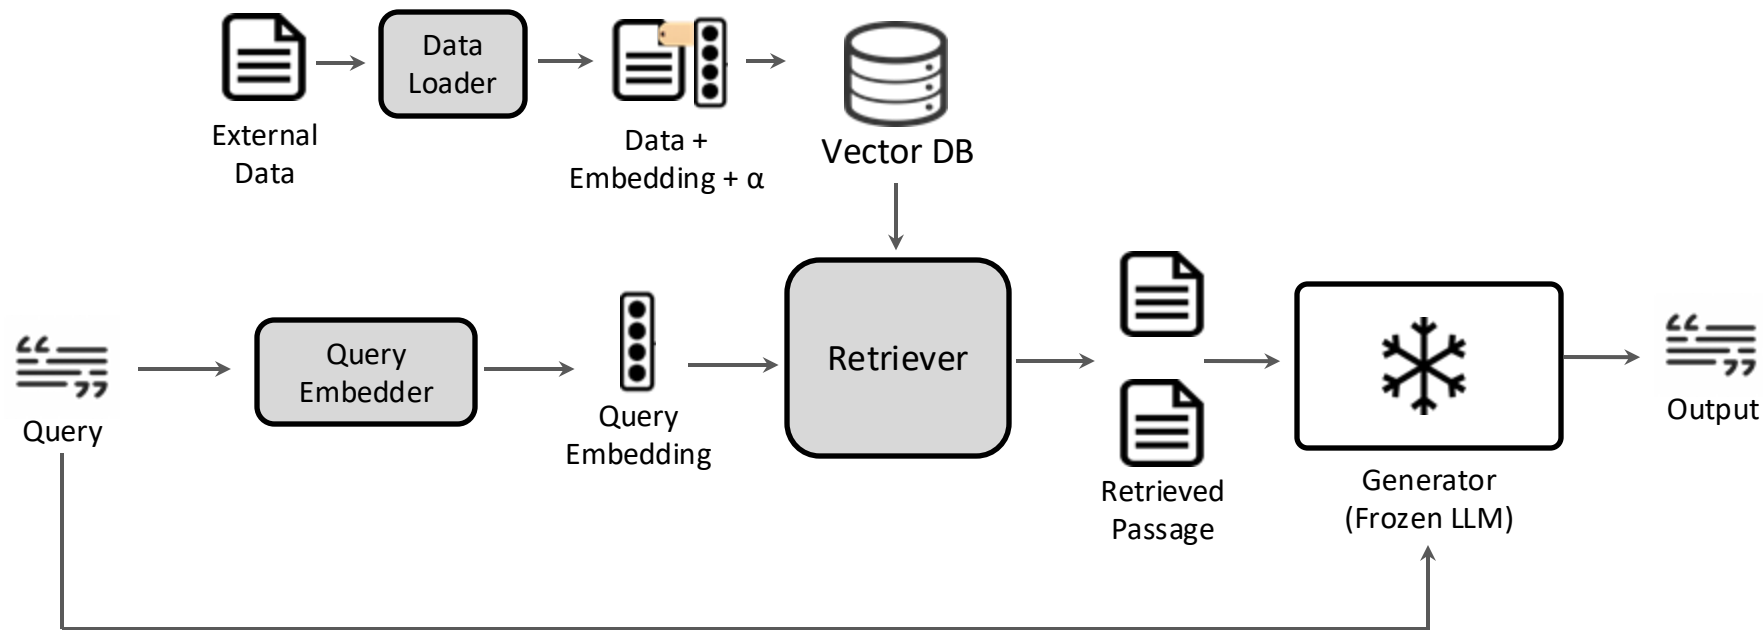 Data
Loader
External
Data
Data +
Embedding + α
Vector DB
Query
Query
Embedder
Query
Embedding
Retriever
Retrieved
Passage
Generator
(Frozen LLM)
Output